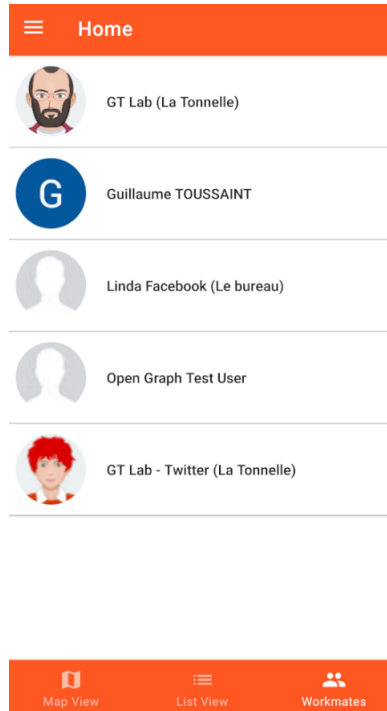 Home
GT Lab (La Tonnelle)
G
Guillaume TOUSSAINT
Linda Facebook (Le bureau)
Open Graph Test User
GT Lab - Twitter (La Tonnelle)
Map View
List View
Workmates